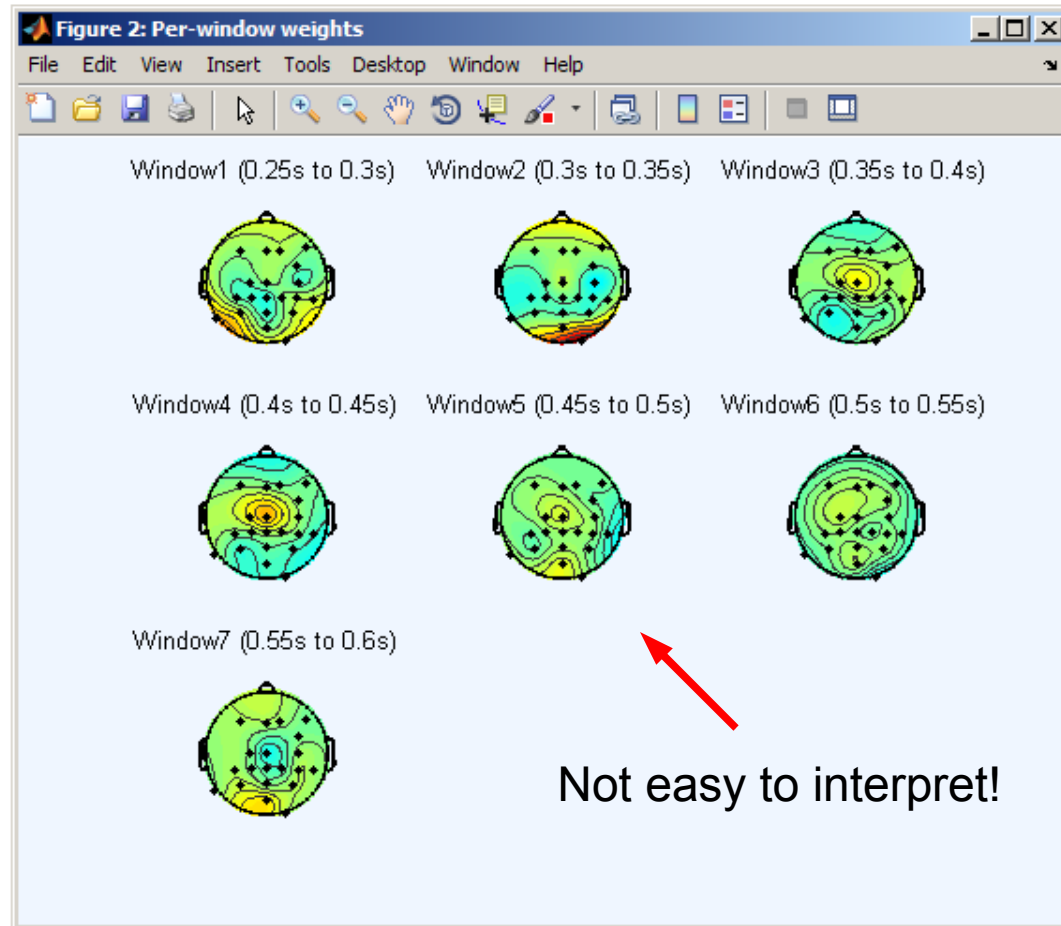 Figure 2: Per-window weights
File Edit View Insert Tools Desktop Window Help
Window1 (0.25s to 0.3s) Window2 (0.3s to 0.35s) Window3 (0.35s to 0.4s)
Window4 (0.4s to 0.45s) Window5 (0.45s to 0.5s) Window6 (0.5s to 0.55s)
Window7 (0.55s to 0.6s)
Not easy to interpret!